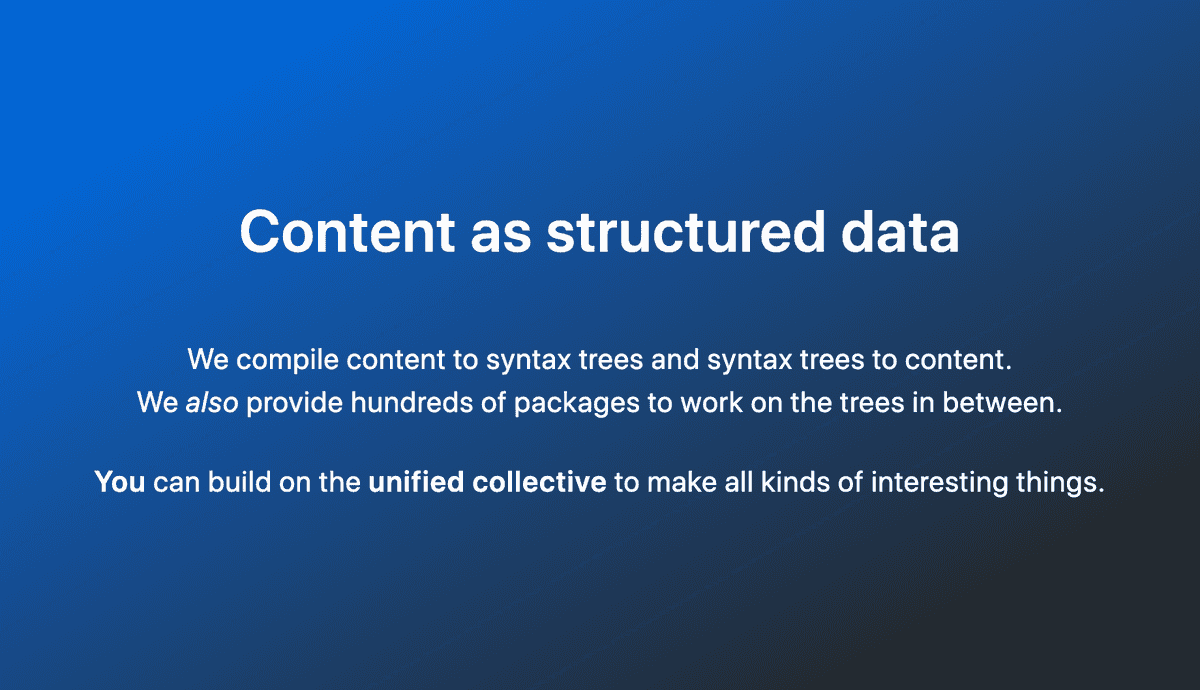 Content as structured data
We compile content to syntax trees and syntax trees to content.
We also provide hundreds of packages to work on the trees in between.
You can build on the unified collective to make all kinds of interesting things.